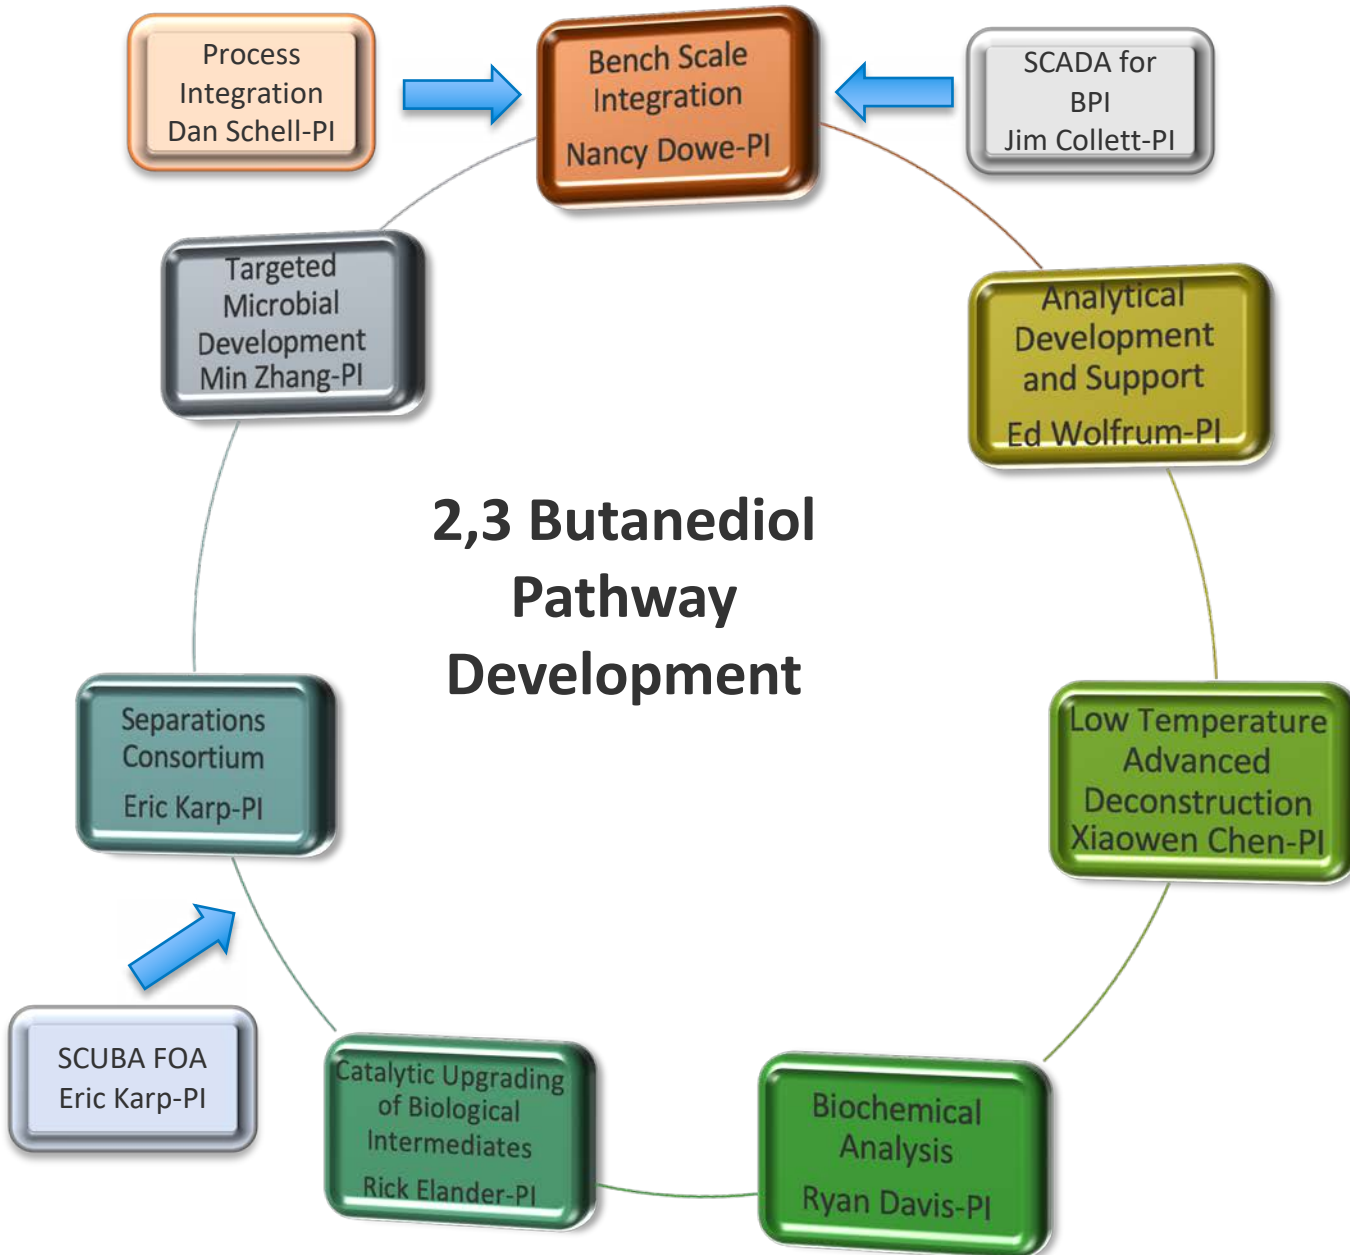 Process
Integration
Dan Schell-PI
Bench Scale
Integration
Nancy Dowe-PI
SCADA for
BPI
Jim Collett-PI
Targeted
Microbial
Development
Min Zhang-PI
Analytical
Development
and Support
Ed Wolfrum-PI
2,3 Butanediol
Pathway
Development
Separations
Consortium
Eric Karp-PI
Low Temperature
Advanced
Deconstruction
Xiaowen Chen-PI
SCUBA FOA
Eric Karp-PI
Catalytic Upgrading
of Biological
Intermediates
Rick Elander-PI
Biochemical
Analysis
Ryan Davis-PI